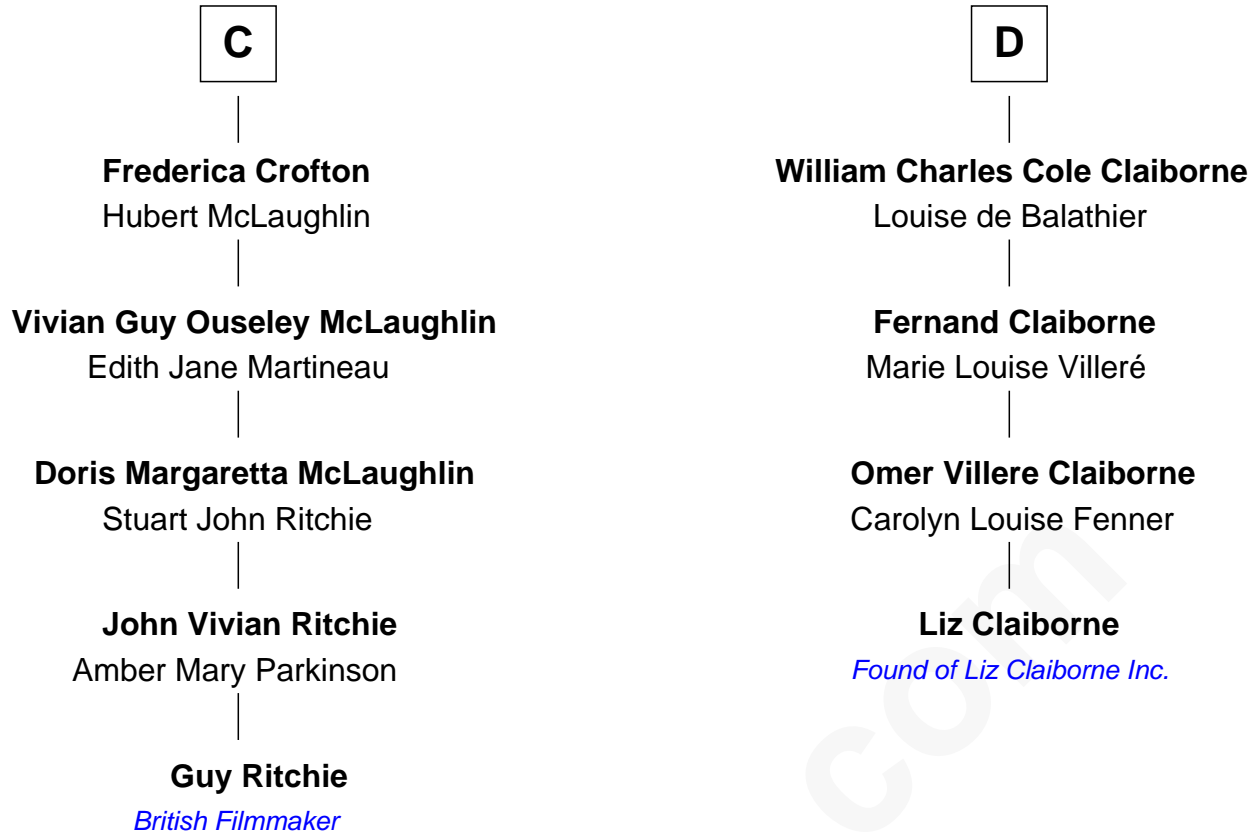 C
Frederica Crofton
Hubert McLaughlin
Vivian Guy Ouseley McLaughlin
Edith Jane Martineau
Doris Margaretta McLaughlin
Stuart John Ritchie
John Vivian Ritchie
Amber Mary Parkinson
Guy Ritchie
British Filmmaker
D
William Charles Cole Claiborne
Louise de Balathier
Fernand Claiborne
Marie Louise Villeré
Omer Villere Claiborne
Carolyn Louise Fenner
Liz Claiborne
Found of Liz Claiborne Inc.
com